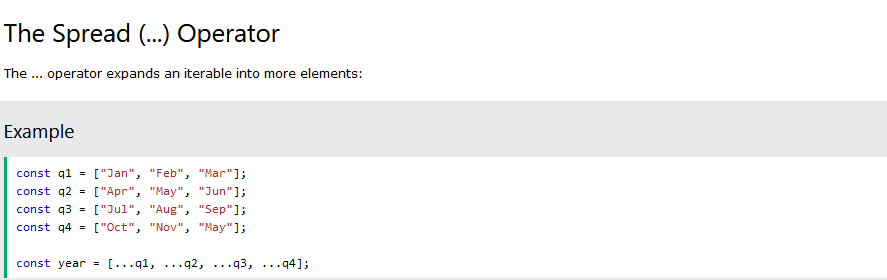 The Spread (...) Operator
The ... operator expands an iterable into more elements:
Example
const q1 = ["Jan", "Feb", "Mar"];
const q2 = ["Apr", "May", "Jun"];
const q3 = ["Jul", "Aug", "Sep"];
const q4 = ["Oct", "Nov", "May"];
const year = [...q1, ...q2, ...q3, ...q4];